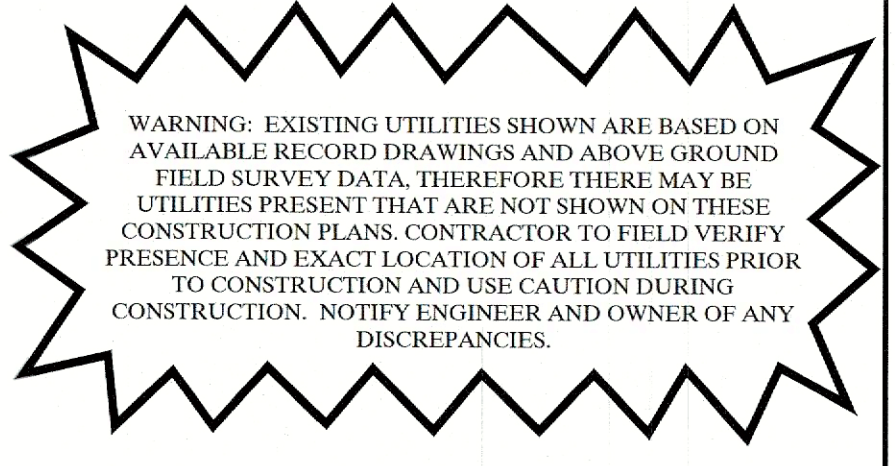 WARNING: EXISTING UTILITIES SHOWN ARE BASED ON
AVAILABLE RECORD DRAWINGS AND ABOVE GROUND
FIELD SURVEY DATA, THEREFORE THERE MAY BE
UTILITIES PRESENT THAT ARE NOT SHOWN ON THESE
CONSTRUCTION PLANS. CONTRACTOR TO FIELD VERIFY
PRESENCE AND EXACT LOCATION OF ALL UTILITIES PRIOR
TO CONSTRUCTION AND USE CAUTION DURING
CONSTRUCTION. NOTIFY ENGINEER AND OWNER OF ANY
DISCREPANCIES.